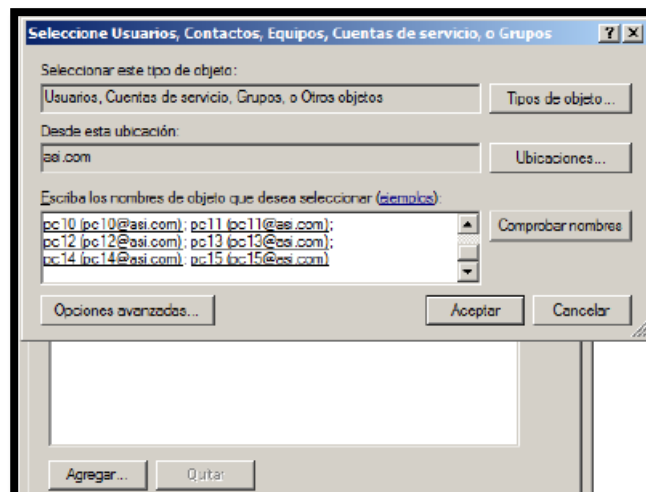 Seleccione Usuarios, Contactos, Equipos, Cuentas de servicio, o Grupos
Seleccionar este tipo de objeto:
Usuarios, Cuentas de servicio, Grupos, o Otros objetos
Tipos de objeto...
Desde esta ubicación:
asi.com
Ubicaciones...
Escriba los nombres de objeto que desea seleccionar (ejemplos):
pc10 (pc10@asi.com); pc11 (pc11@asi.com);
pc12 (pc12@asi.com); pc13 (pc13@asi.com);
pc14 (pc14@asi.com); pc15 (pc15@asi.com)
Comprobar nombres
Opciones avanzadas...
Aceptar
Cancelar
Agregar...
Quitar